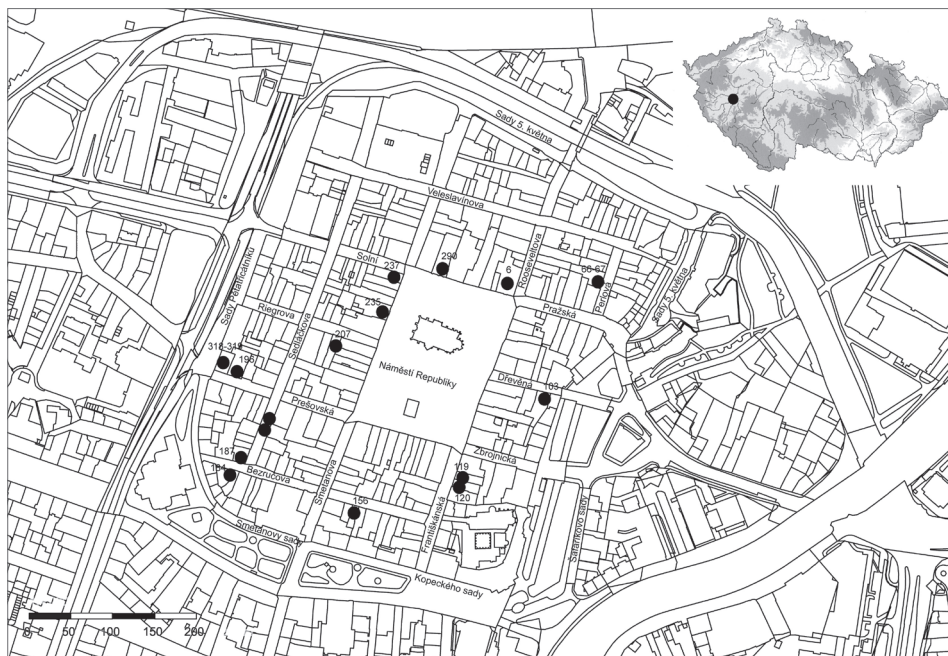 Sady 5. května
Veleslavínova
Solní
237
290
6
Rooseveltova
66-67
Perlova
sady 5. května
Sady Pětatřicátníků
Riegrova
235
Pražská
Sedláčkova
207
Náměstí Republiky
196
Dřevěná
103
Prešovská
Zbrojnická
187
Bezručova
Smetanova
119
120
156
Františkánská
Šafaříkovy sady
Smetanovy sady
Kopeckého sady
0 50 100 150 200